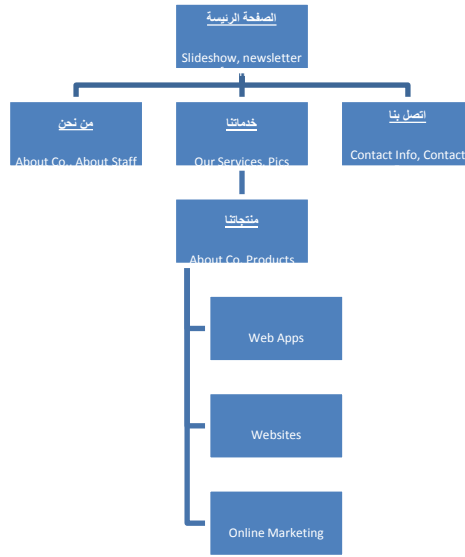 الصفحة الرئيسة
Slideshow, newsletter
من نحن
About Co., About Staff
خدماتنا
Our Services, Pics
اتصل بنا
Contact Info, Contact
منتجاتنا
About Co. Products
Web Apps
Websites
Online Marketing